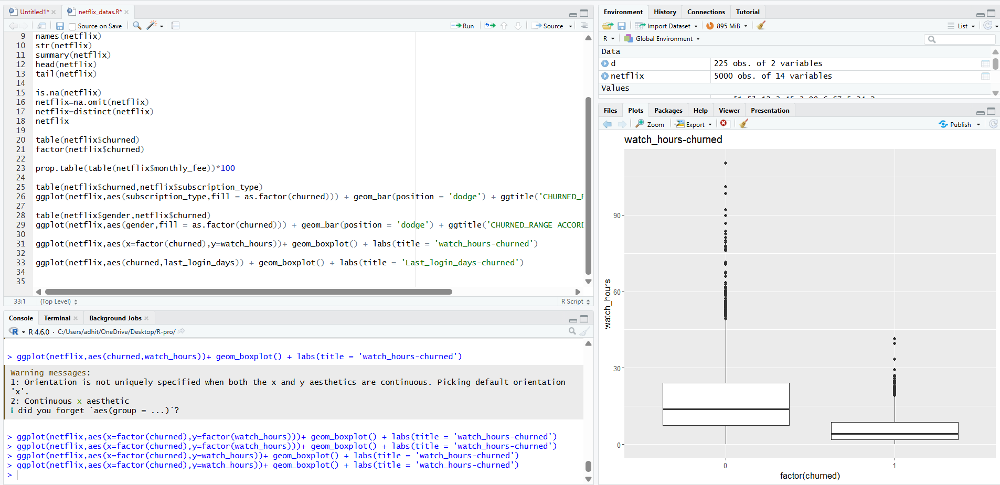 Untitled1*
netflix_datas.R*
Source on Save
Run
Source
9 names(netflix)
10 str(netflix)
11 summary(netflix)
12 head(netflix)
13 tail(netflix)
14
15 is.na(netflix)
16 netflix=na.omit(netflix)
17 netflix=distinct(netflix)
18 netflix
19
20 table(netflix$churned)
21 factor(netflix$churned)
22
23 prop.table(table(netflix$monthly_fee))*100
24
25 table(netflix$churned,netflix$subscription_type)
26 ggplot(netflix,aes(subscription_type,fill = as.factor(churned))) + geom_bar(position = 'dodge') + ggtitle('CHURNED_
27
28 table(netflix$gender,netflix$churned)
29 ggplot(netflix,aes(gender,fill = as.factor(churned))) + geom_bar(position = 'dodge') + ggtitle('CHURNED_RANGE ACCOR
30
31 ggplot(netflix,aes(x=factor(churned),y=watch_hours))+ geom_boxplot() + labs(title = 'watch_hours-churned')
32
33 ggplot(netflix,aes(churned,last_login_days)) + geom_boxplot() + labs(title = 'Last_login_days-churned')
34
35
33:1 (Top Level) R Script
Console Terminal Background Jobs
R 4.6.0 · C:/Users/adhit/OneDrive/Desktop/R-pro/
> ggplot(netflix,aes(churned,watch_hours))+ geom_boxplot() + labs(title = 'watch_hours-churned')
Warning messages:
1: Orientation is not uniquely specified when both the x and y aesthetics are continuous. Picking default orientation
'x'.
2: Continuous x aesthetic
ℹ did you forget `aes(group = ...)`?
> ggplot(netflix,aes(x=factor(churned),y=factor(watch_hours)))+ geom_boxplot() + labs(title = 'watch_hours-churned')
> ggplot(netflix,aes(x=factor(churned),y=factor(watch_hours)))+ geom_boxplot() + labs(title = 'watch_hours-churned')
> ggplot(netflix,aes(x=factor(churned),y=watch_hours))+ geom_boxplot() + labs(title = 'watch_hours-churned')
> ggplot(netflix,aes(x=factor(churned),y=watch_hours))+ geom_boxplot() + labs(title = 'watch_hours-churned')
>
Environment History Connections Tutorial
Import Dataset 895 MiB List
R Global Environment
Data
d 225 obs. of 2 variables
netflix 5000 obs. of 14 variables
Values
Files Plots Packages Help Viewer Presentation
Zoom Export Publish
watch_hours-churned
90
60
30
0
watch_hours
0 1
factor(churned)